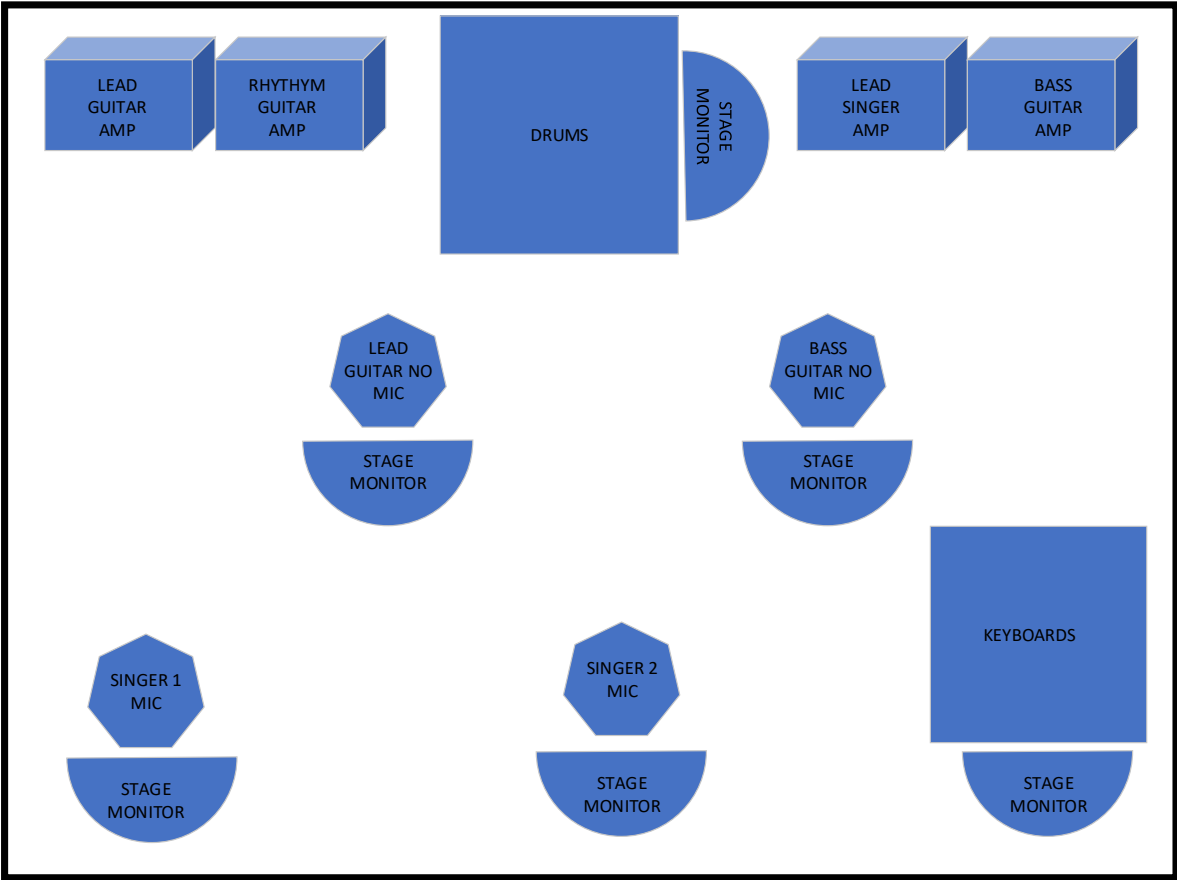 LEAD
GUITAR
AMP
RHYTHYM
GUITAR
AMP
DRUMS
STAGE
MONITOR
LEAD
SINGER
AMP
BASS
GUITAR
AMP
LEAD
GUITAR NO
MIC
BASS
GUITAR NO
MIC
STAGE
MONITOR
STAGE
MONITOR
KEYBOARDS
SINGER 1
MIC
SINGER 2
MIC
STAGE
MONITOR
STAGE
MONITOR
STAGE
MONITOR